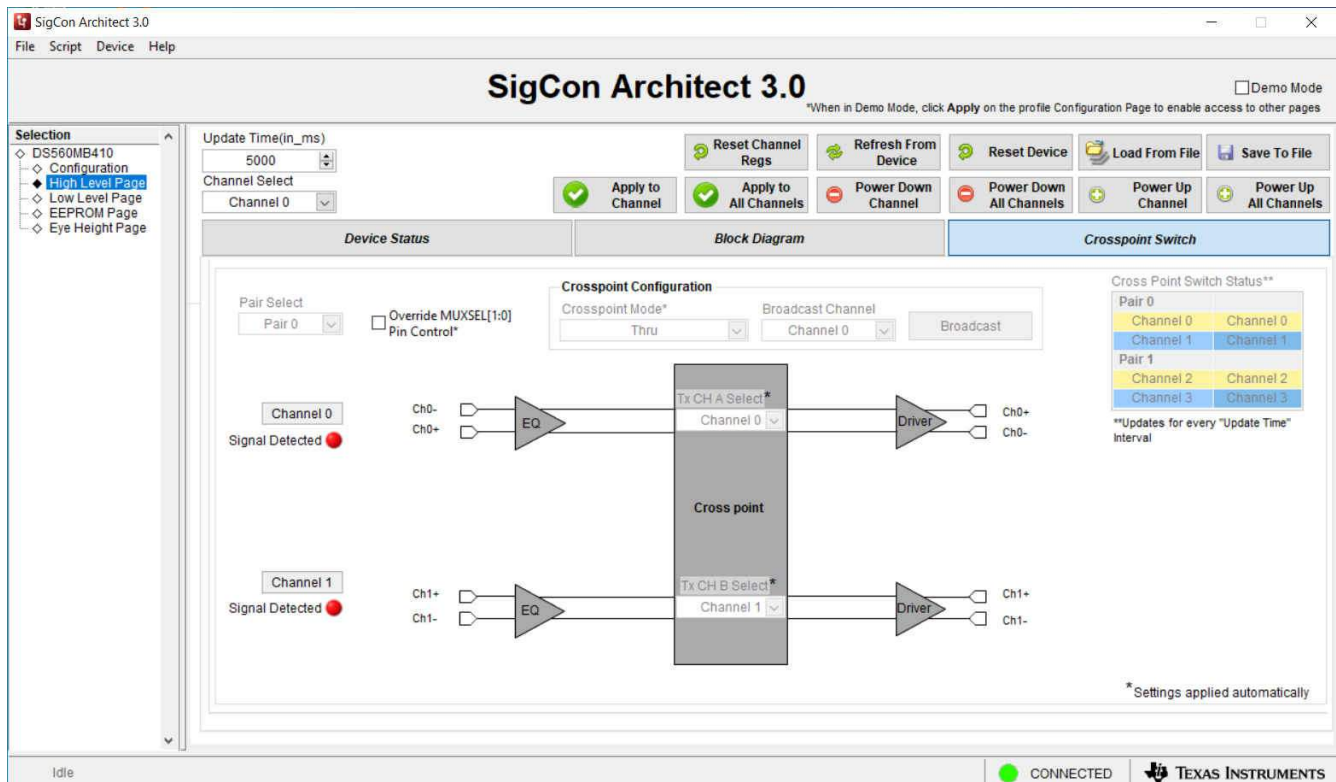 SigCon Architect 3.0
File Script Device Help
SigCon Architect 3.0
Demo Mode
*When in Demo Mode, click Apply on the profile Configuration Page to enable access to other pages
Selection
DS560MB410
Configuration
High Level Page
Low Level Page
EEPROM Page
Eye Height Page
Update Time(in_ms)
5000
Channel Select
Channel 0
Reset Channel
Regs
Refresh From
Device
Reset Device
Load From File
Save To File
Apply to
Channel
Apply to
All Channels
Power Down
Channel
Power Down
All Channels
Power Up
Channel
Power Up
All Channels
Device Status
Block Diagram
Crosspoint Switch
Pair Select
Pair 0
Override MUXSEL[1:0]
Pin Control*
Crosspoint Configuration
Crosspoint Mode*
Thru
Broadcast Channel
Channel 0
Broadcast
Cross Point Switch Status**
Pair 0
Channel 0 Channel 0
Channel 1 Channel 1
Pair 1
Channel 2 Channel 2
Channel 3 Channel 3
**Updates for every "Update Time"
Interval
Channel 0
Signal Detected
Ch0-
Ch0+
EQ
Tx CH A Select*
Channel 0
Driver
Ch0+
Ch0-
Cross point
Channel 1
Signal Detected
Ch1+
Ch1-
EQ
Tx CH B Select*
Channel 1
Driver
Ch1+
Ch1-
*Settings applied automatically
Idle
CONNECTED
TEXAS INSTRUMENTS